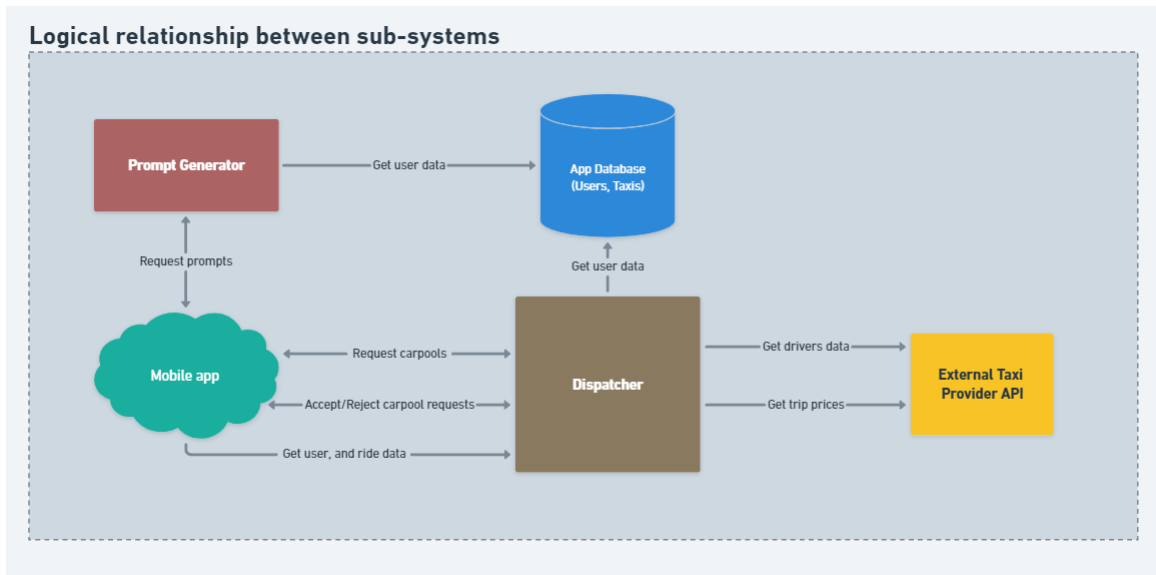 Logical relationship between sub-systems
Prompt Generator
Get user data
App Database
(Users, Taxis)
Request prompts
Get user data
Mobile app
Request carpools
Accept/Reject carpool requests
Get user, and ride data
Dispatcher
Get drivers data
Get trip prices
External Taxi
Provider API